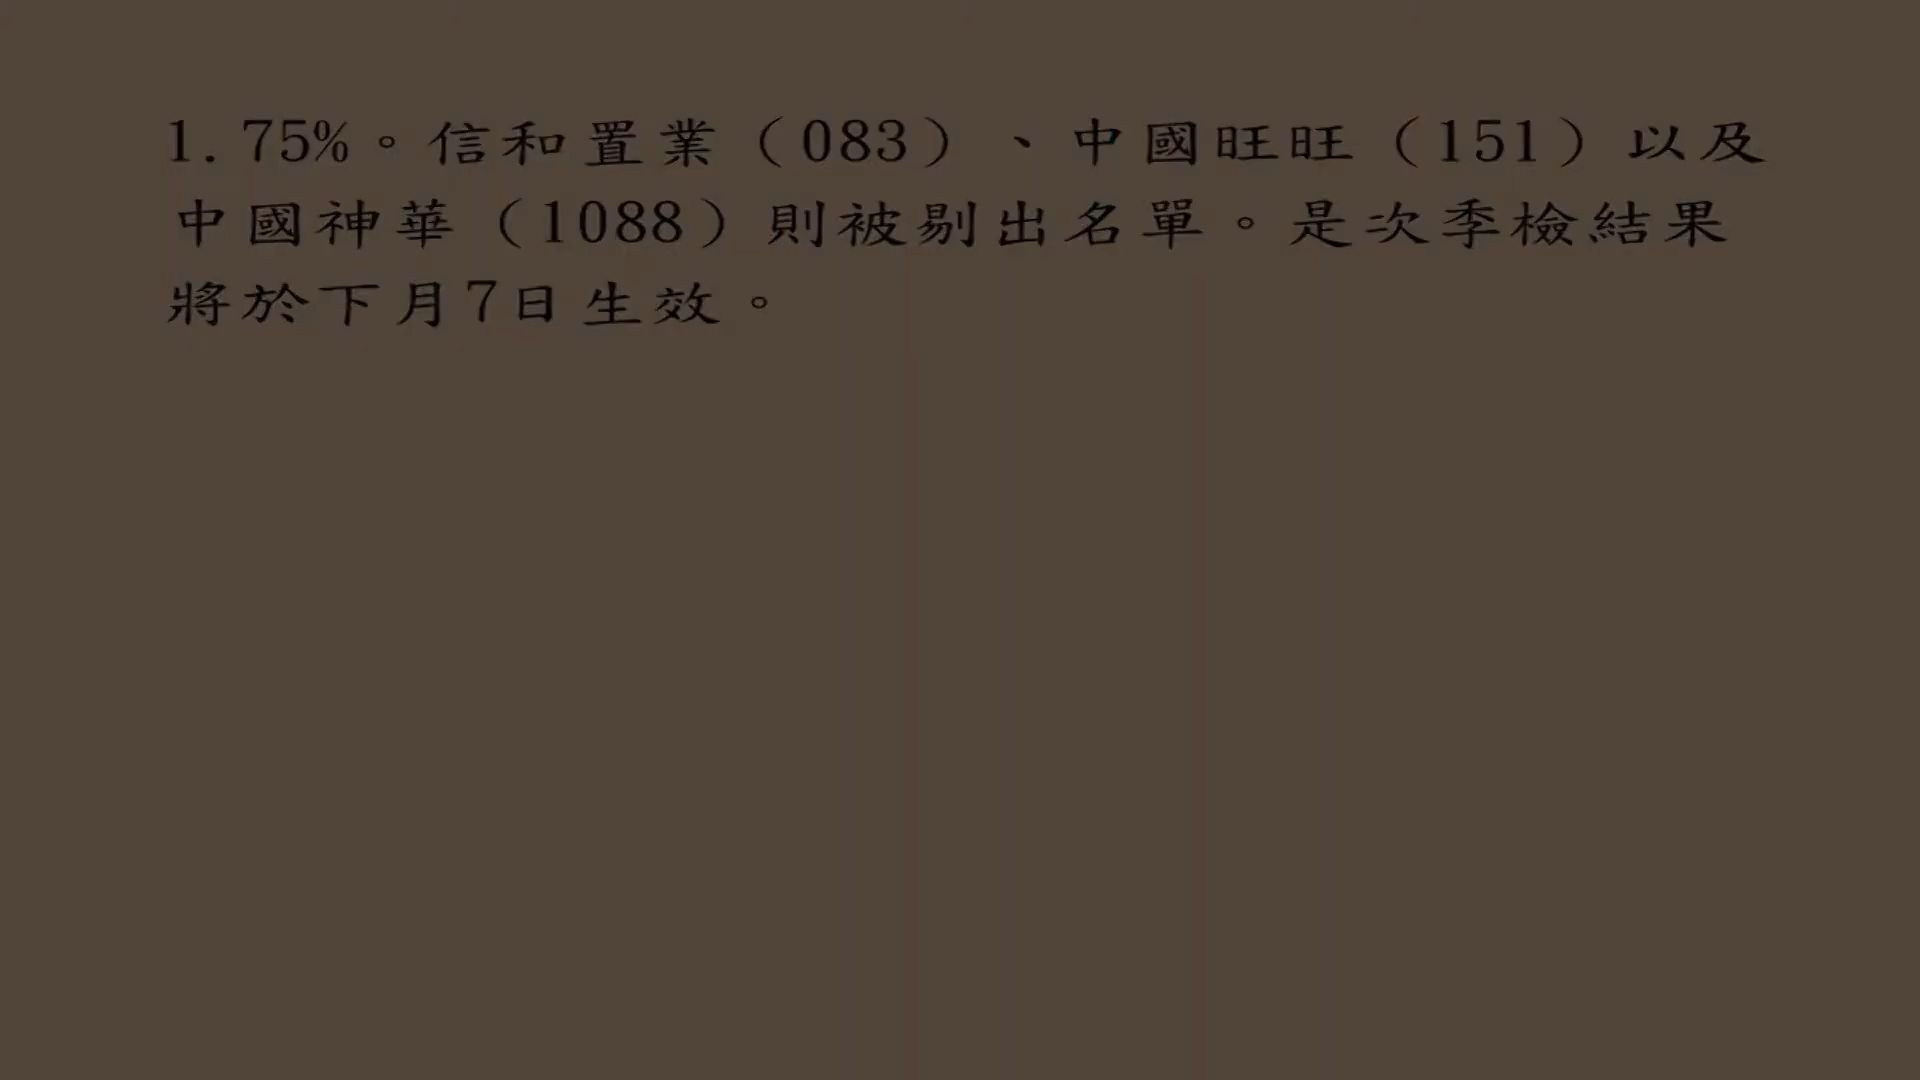 1.75%。信和置業（083）、中國旺旺（151）以及
中國神華（1088）則被剔出名單。是次季檢結果
將於下月7日生效。